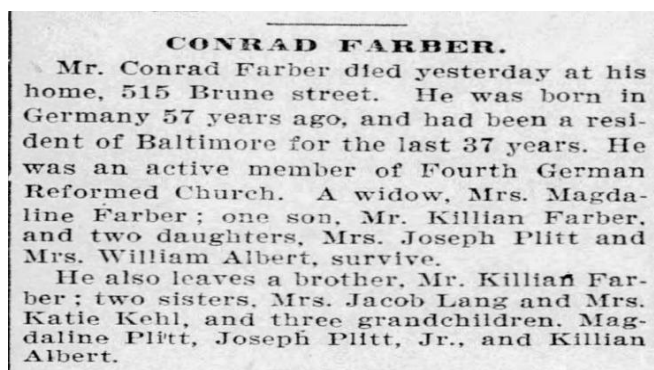 CONRAD FARBER.
Mr. Conrad Farber died yesterday at his
home, 515 Brune street. He was born in
Germany 57 years ago, and had been a resi-
dent of Baltimore for the last 37 years. He
was an active member of Fourth German
Reformed Church. A widow, Mrs. Magda-
line Farber; one son, Mr. Killian Farber,
and two daughters, Mrs. Joseph Plitt and
Mrs. William Albert, survive.
He also leaves a brother, Mr. Killian Far-
ber; two sisters, Mrs. Jacob Lang and Mrs.
Katie Kehl, and three grandchildren. Mag-
daline Plitt, Joseph Plitt, Jr., and Killian
Albert.